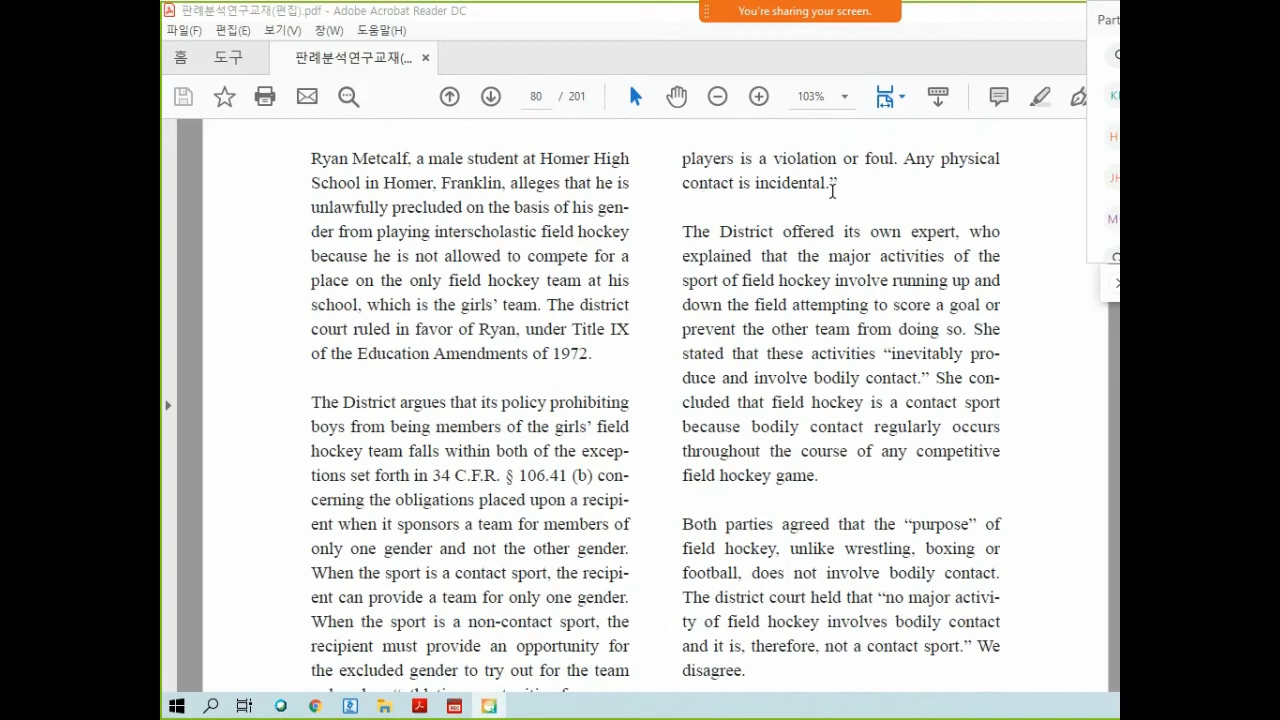 판례분석연구교재(편집).pdf - Adobe Acrobat Reader DC
You're sharing your screen.
Part
파일(F) 편집(E) 보기(V) 창(W) 도움말(H)
홈 도구 판례분석연구교재(... ×
80 / 201 103%
H
JH
M
Ryan Metcalf, a male student at Homer High
School in Homer, Franklin, alleges that he is
unlawfully precluded on the basis of his gen-
der from playing interscholastic field hockey
because he is not allowed to compete for a
place on the only field hockey team at his
school, which is the girls’ team. The district
court ruled in favor of Ryan, under Title IX
of the Education Amendments of 1972.
The District argues that its policy prohibiting
boys from being members of the girls’ field
hockey team falls within both of the excep-
tions set forth in 34 C.F.R. § 106.41 (b) con-
cerning the obligations placed upon a recipi-
ent when it sponsors a team for members of
only one gender and not the other gender.
When the sport is a contact sport, the recipi-
ent can provide a team for only one gender.
When the sport is a non-contact sport, the
recipient must provide an opportunity for
the excluded gender to try out for the team
players is a violation or foul. Any physical
contact is incidental.”
The District offered its own expert, who
explained that the major activities of the
sport of field hockey involve running up and
down the field attempting to score a goal or
prevent the other team from doing so. She
stated that these activities “inevitably pro-
duce and involve bodily contact.” She con-
cluded that field hockey is a contact sport
because bodily contact regularly occurs
throughout the course of any competitive
field hockey game.
Both parties agreed that the “purpose” of
field hockey, unlike wrestling, boxing or
football, does not involve bodily contact.
The district court held that “no major activi-
ty of field hockey involves bodily contact
and it is, therefore, not a contact sport.” We
disagree.